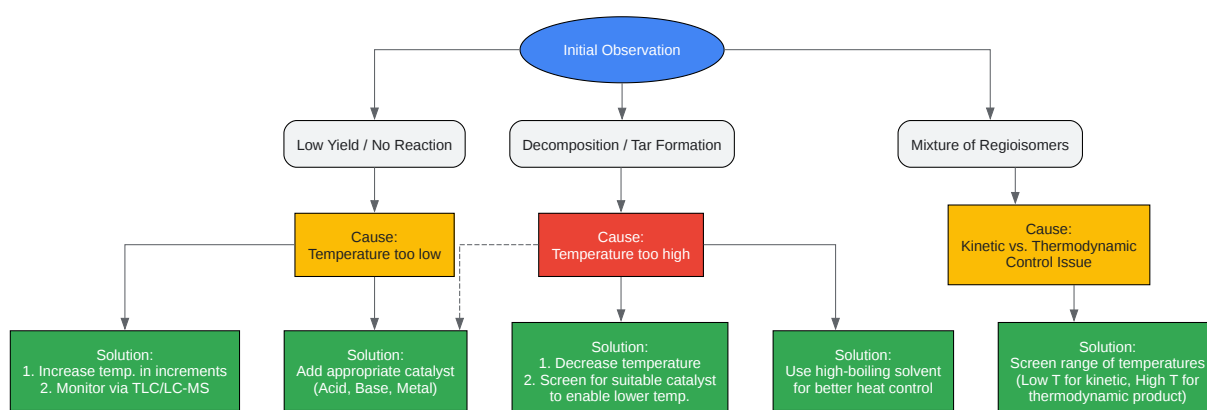 Initial Observation
Low Yield / No Reaction
Decomposition / Tar Formation
Mixture of Regioisomers
Cause:
Temperature too low
Cause:
Temperature too high
Cause:
Kinetic vs. Thermodynamic
Control Issue
Solution:
1. Increase temp. in increments
2. Monitor via TLC/LC-MS
Solution:
Add appropriate catalyst
(Acid, Base, Metal)
Solution:
1. Decrease temperature
2. Screen for suitable catalyst
to enable lower temp.
Solution:
Use high-boiling solvent
for better heat control
Solution:
Screen range of temperatures
(Low T for kinetic, High T for
thermodynamic product)